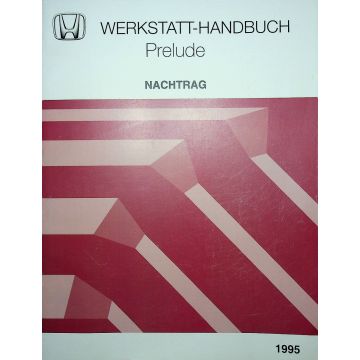 WERKSTATT-HANDBUCH
Prelude
NACHTRAG
1995